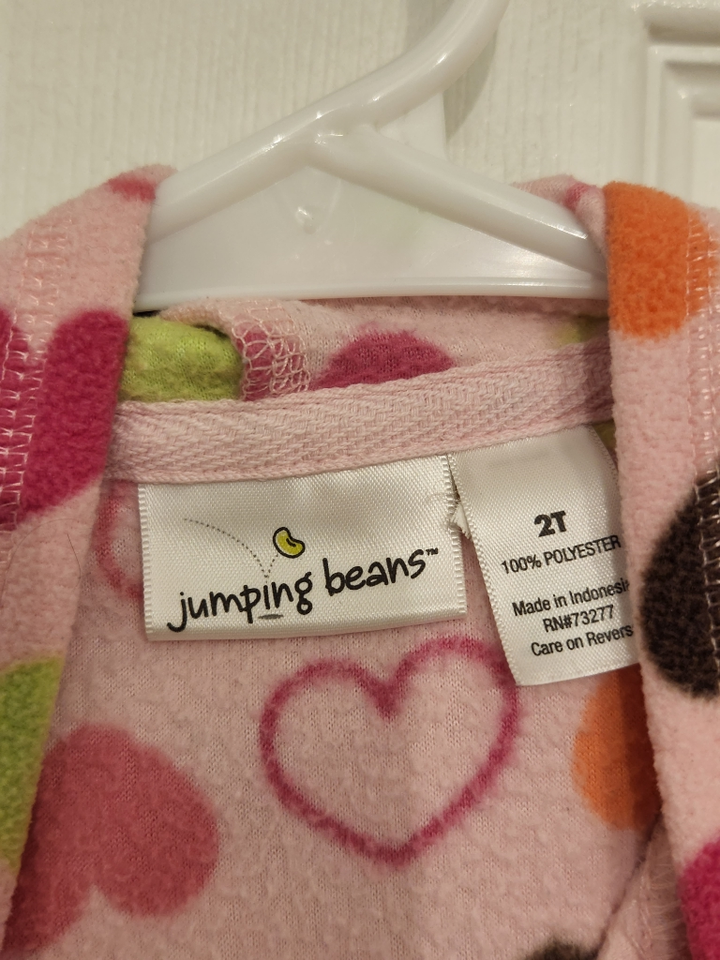 jumping beans™
2T
100% POLYESTER
Made in Indonesia
RN#73277
Care on Revers